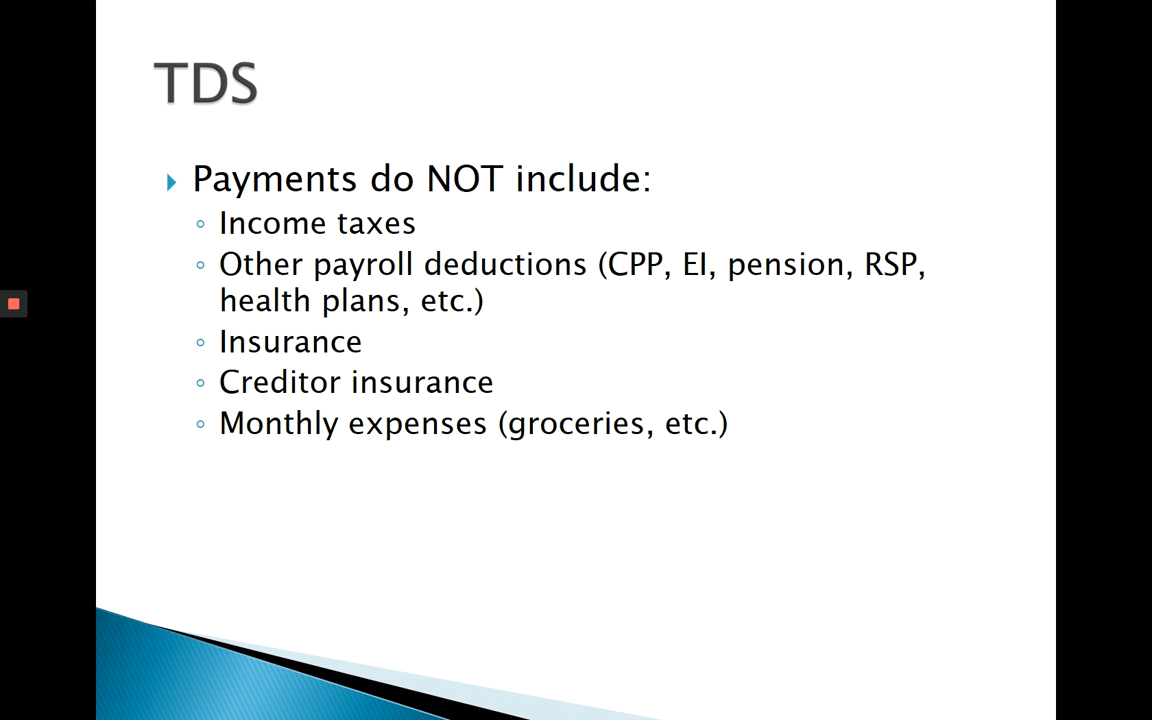 TDS
Payments do NOT include:
Income taxes
Other payroll deductions (CPP, EI, pension, RSP,
health plans, etc.)
Insurance
Creditor insurance
Monthly expenses (groceries, etc.)